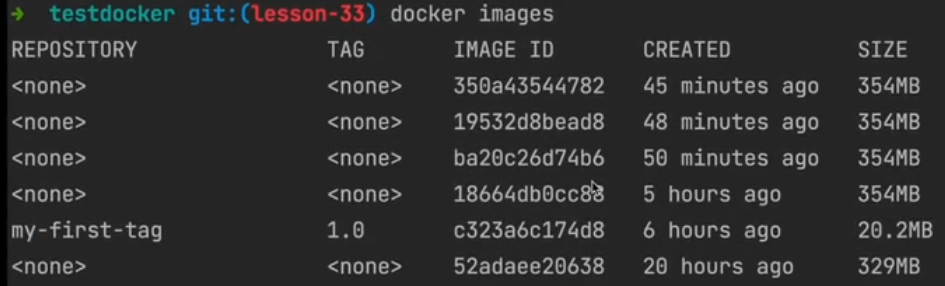 → testdocker git:(lesson-33) docker images
REPOSITORY TAG IMAGE ID CREATED SIZE
<none> <none> 350a43544782 45 minutes ago 354MB
<none> <none> 19532d8bead8 48 minutes ago 354MB
<none> <none> ba20c26d74b6 50 minutes ago 354MB
<none> <none> 18664db0cc88 5 hours ago 354MB
my-first-tag 1.0 c323a6c174d8 6 hours ago 20.2MB
<none> <none> 52adaee20638 20 hours ago 329MB